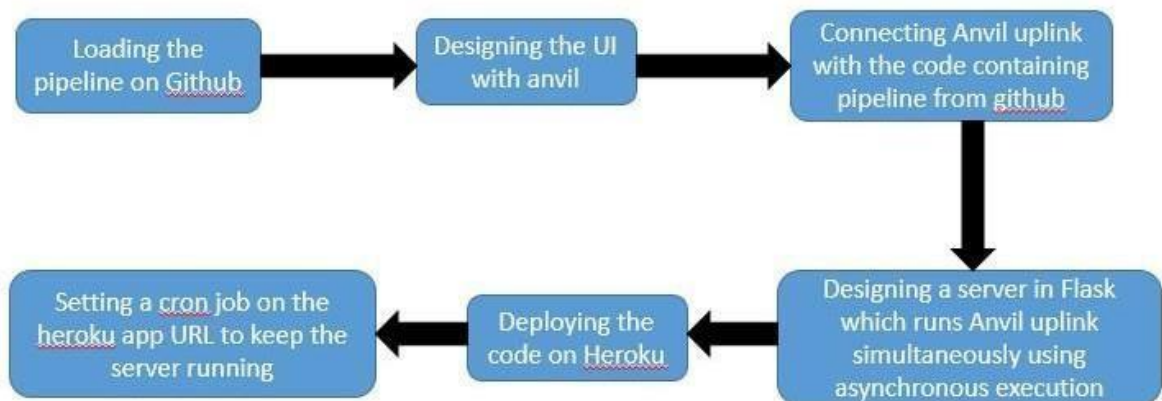 Loading the
pipeline on Github
Designing the UI
with anvil
Connecting Anvil uplink
with the code containing
pipeline from github
Designing a server in Flask
which runs Anvil uplink
simultaneously using
asynchronous execution
Deploying the
code on Heroku
Setting a cron job on the
heroku app URL to keep the
server running